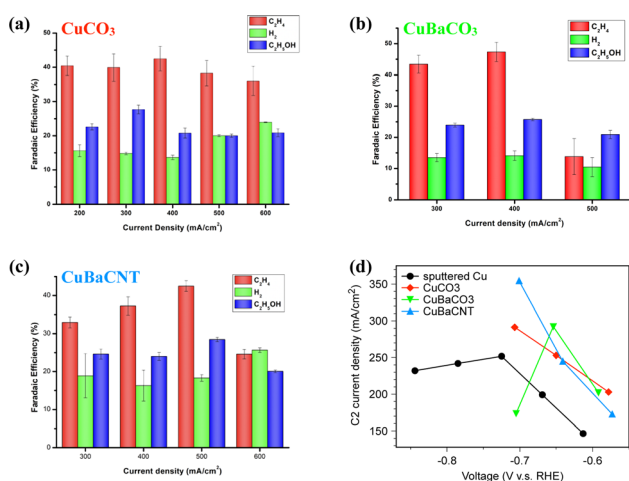 (a)
CuCO3
C2H4
H2
C2H5OH
50
40
30
20
10
0
Faradaic Efficiency (%)
200 300 400 500 600
Current Density (mA/cm²)
(b)
CuBaCO3
C2H4
H2
C2H5OH
50
40
30
20
10
0
Faradaic Efficiency (%)
300 400 500
Current density (mA/cm²)
(c)
CuBaCNT
C2H4
H2
C2H5OH
40
30
20
10
0
Faradaic Efficiency (%)
300 400 500 600
Current density (mA/cm²)
(d)
sputtered Cu
CuCO3
CuBaCO3
CuBaCNT
350
300
250
200
150
C2 current density (mA/cm²)
-0.8 -0.7 -0.6
Voltage (V v.s. RHE)